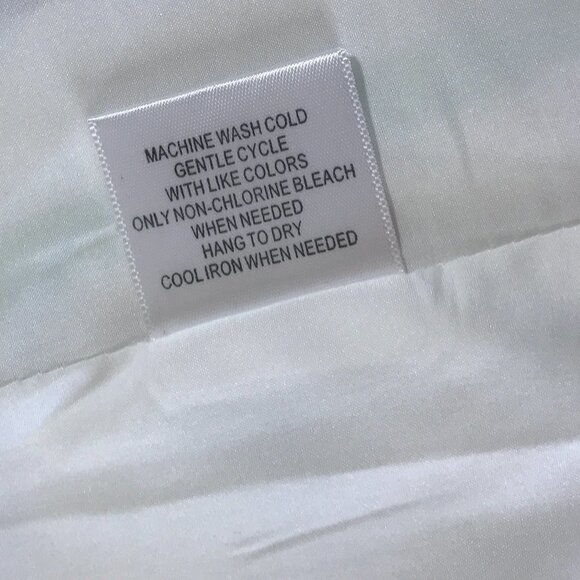 MACHINE WASH COLD
GENTLE CYCLE
WITH LIKE COLORS
ONLY NON-CHLORINE BLEACH
WHEN NEEDED
HANG TO DRY
COOL IRON WHEN NEEDED